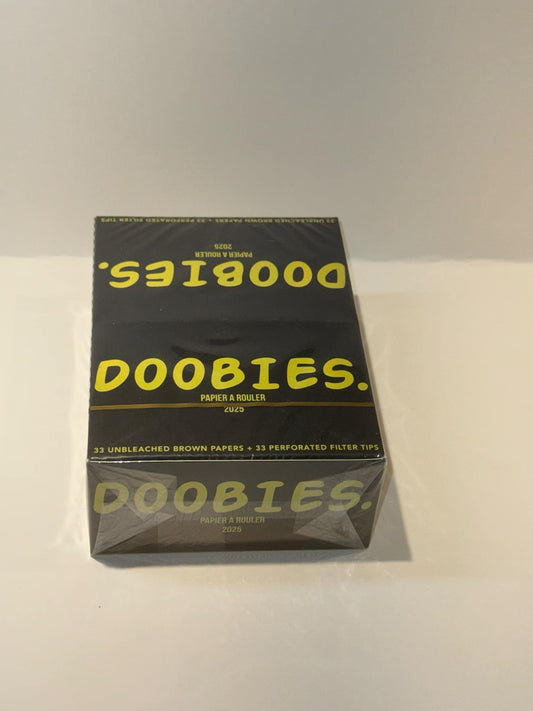 33 UNBLEACHED BROWN PAPERS + 33 PERFORATED FILTER TIPS
DOOBIES.
PAPIER A ROULER
2025
DOOBIES.
PAPIER A ROULER
2025
33 UNBLEACHED BROWN PAPERS + 33 PERFORATED FILTER TIPS
DOOBIES.
PAPIER A ROULER
2025